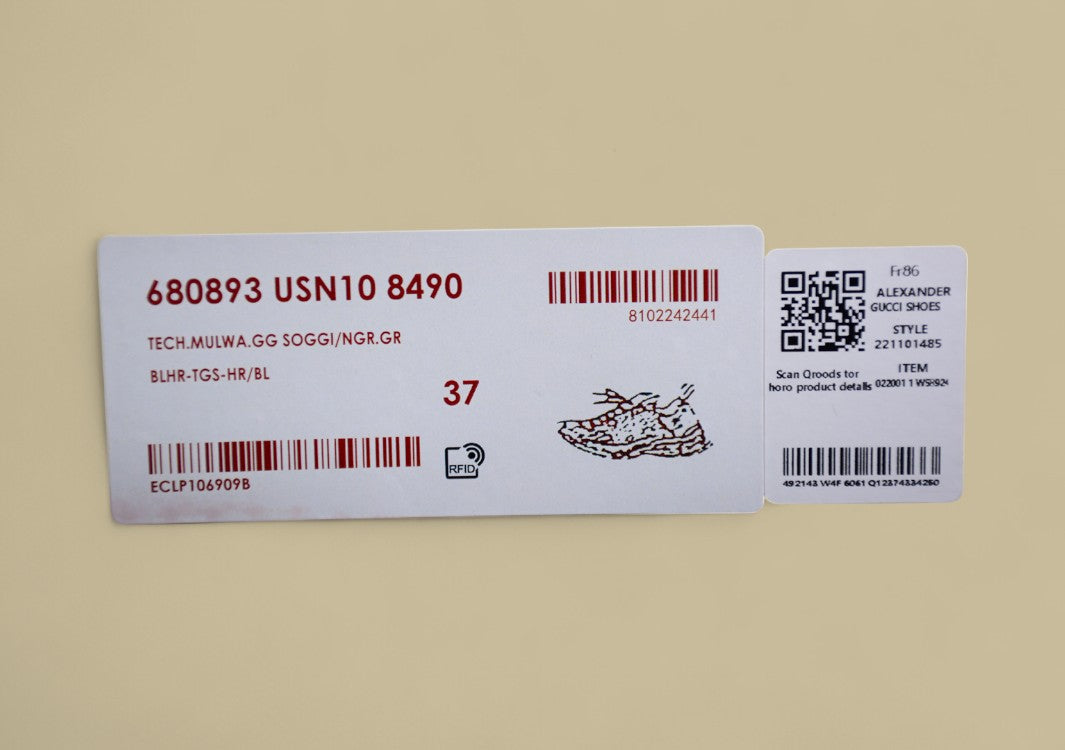 680893 USN10 8490
8102242441
TECH.MULWA.GG SOGGI/NGR.GR
BLHR-TGS-HR/BL
37
ECLP106909B
RFID
Fr86
ALEXANDER
GUCCI SHOES
STYLE
221101485
ITEM
Scan Qroods tor
horo product details
492143 W4F 6061 Q12374334250